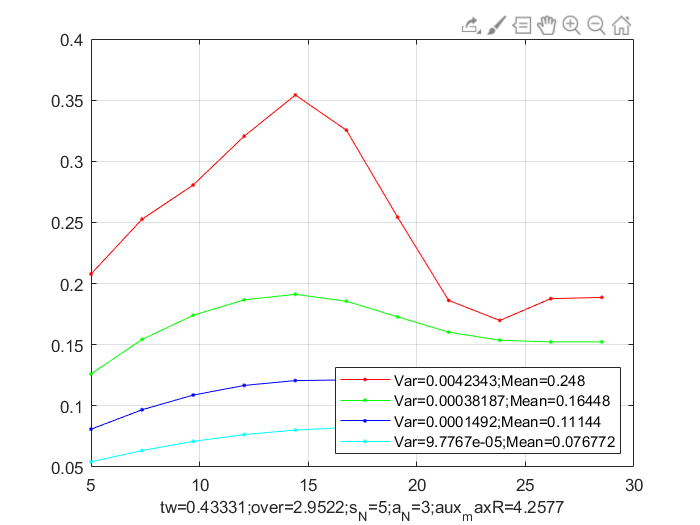 0.4
0.35
0.3
0.25
0.2
0.15
0.1
0.05
Var=0.0042343;Mean=0.248
Var=0.00038187;Mean=0.16448
Var=0.0001492;Mean=0.11144
Var=9.7767e-05;Mean=0.076772
5 10 15 20 25 30
tw=0.43331;over=2.9522;s_N=5;a_N=3;aux_maxR=4.2577